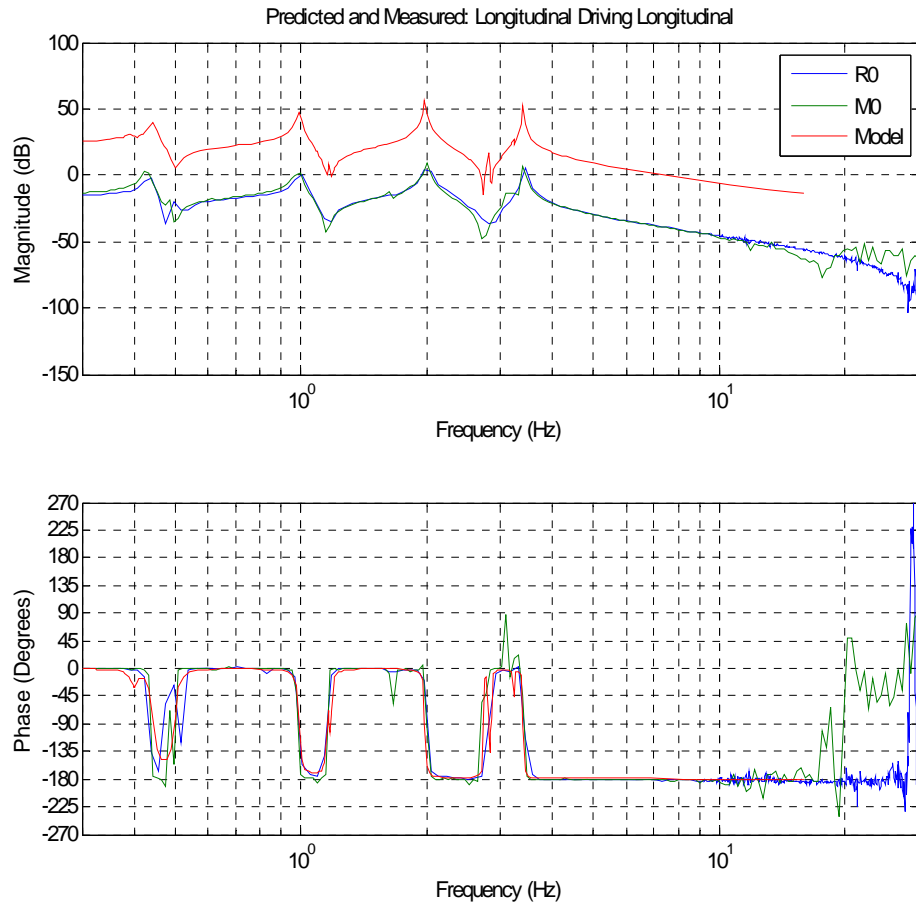 Predicted and Measured: Longitudinal Driving Longitudinal
100
50
0
-50
-100
-150
Magnitude (dB)
R0
M0
Model
10^0
10^1
Frequency (Hz)
270
225
180
135
90
45
0
-45
-90
-135
-180
-225
-270
Phase (Degrees)
10^0
10^1
Frequency (Hz)